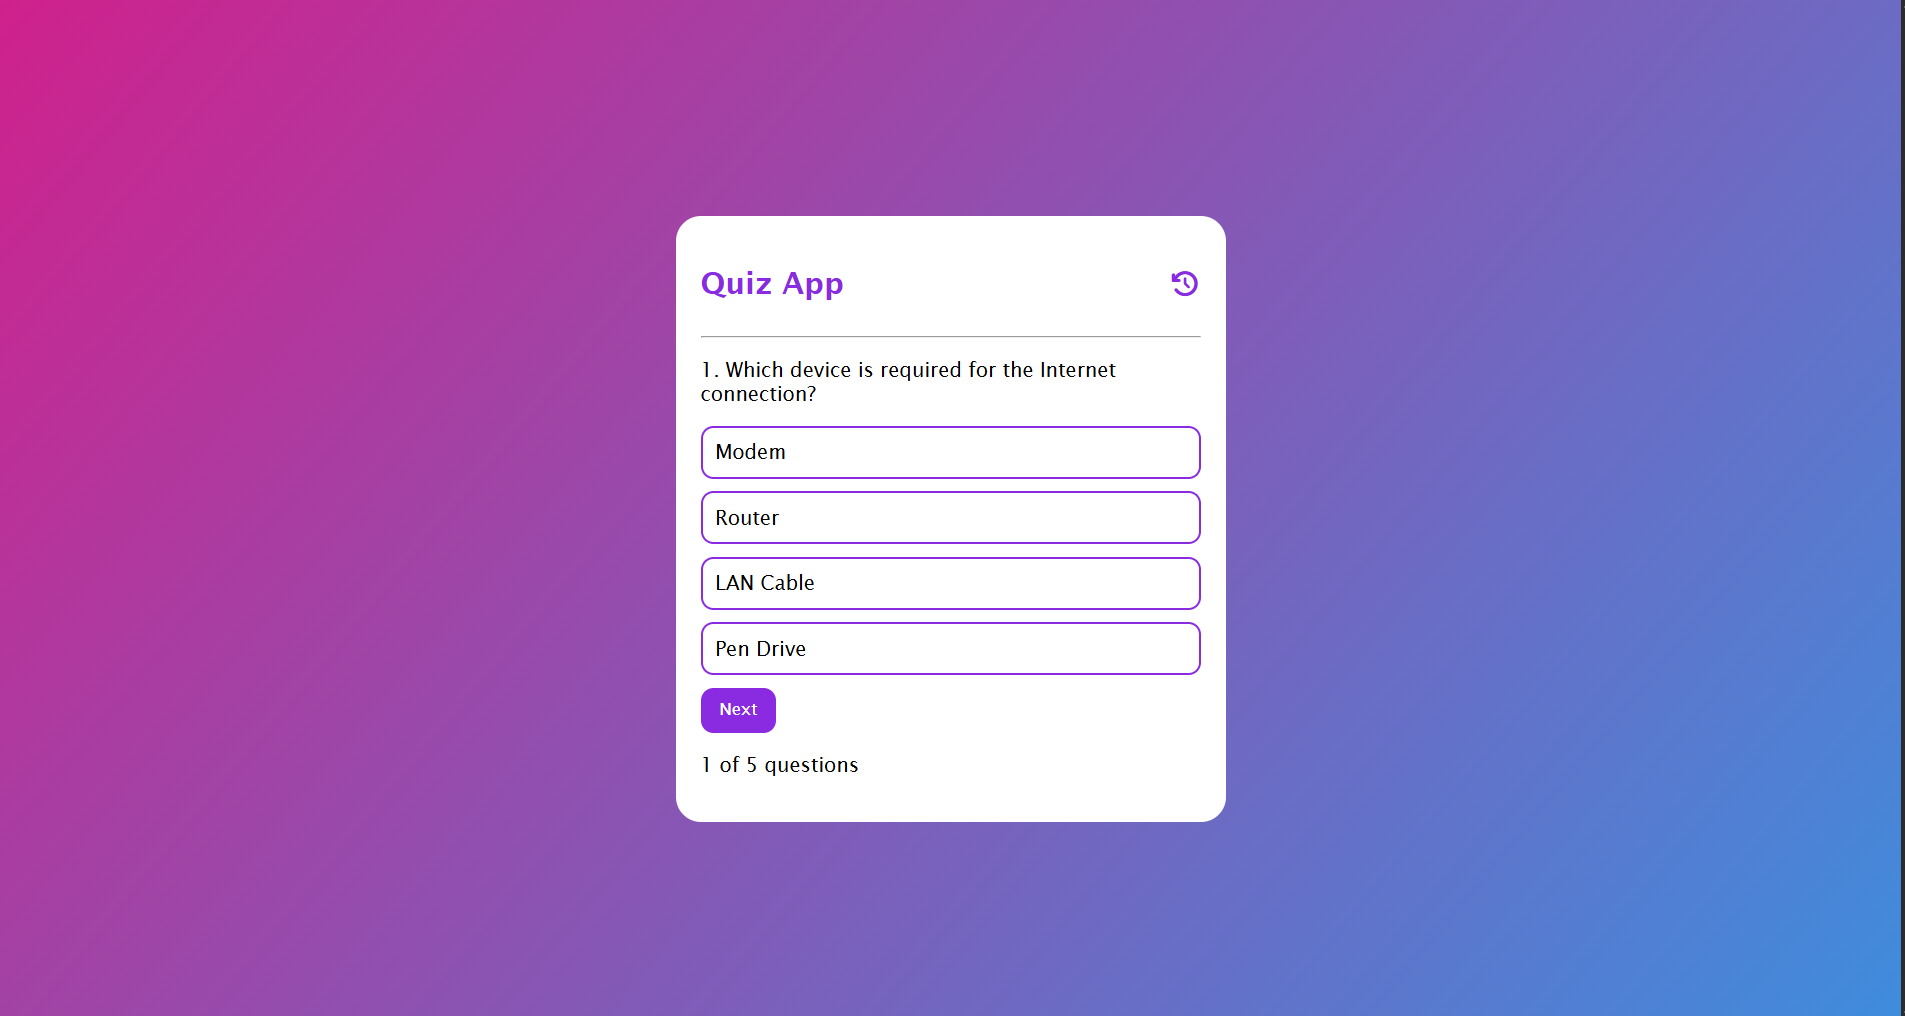 Quiz App
1. Which device is required for the Internet
connection?
Modem
Router
LAN Cable
Pen Drive
Next
1 of 5 questions